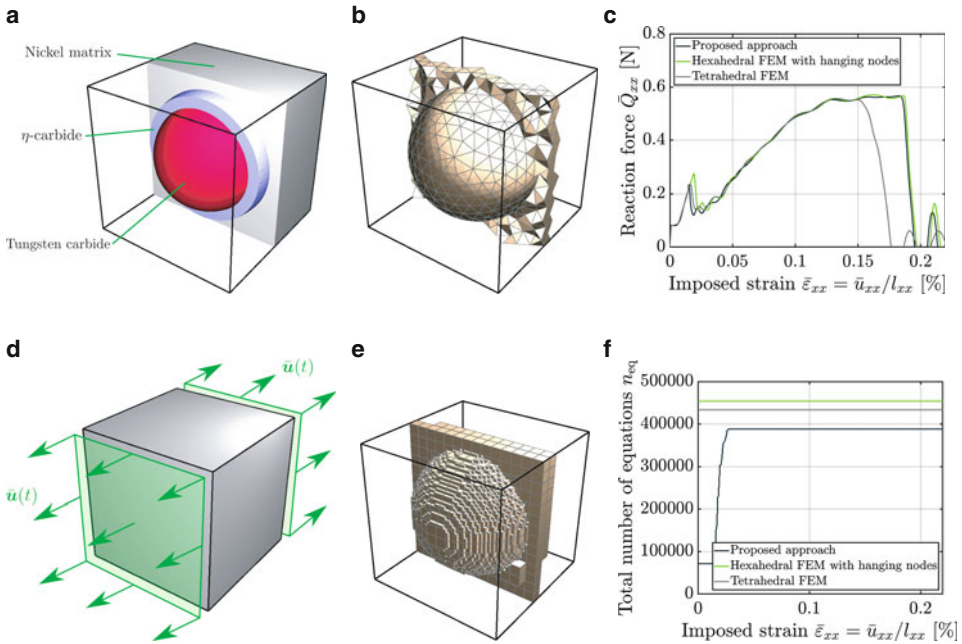 a
Nickel matrix
η-carbide
Tungsten carbide
b
c
Reaction force Q̄xx [N]
0.8
0.6
0.4
0.2
0
Proposed approach
Hexahedral FEM with hanging nodes
Tetrahedral FEM
0 0.05 0.1 0.15 0.2
Imposed strain ε̄xx = ūxx/lxx [%]
d
ū(t)
ū(t)
e
f
Total number of equations neq
500000
400000
300000
200000
100000
0
Proposed approach
Hexahedral FEM with hanging nodes
Tetrahedral FEM
0 0.1 0.2
Imposed strain ε̄xx = ūxx/lxx [%]